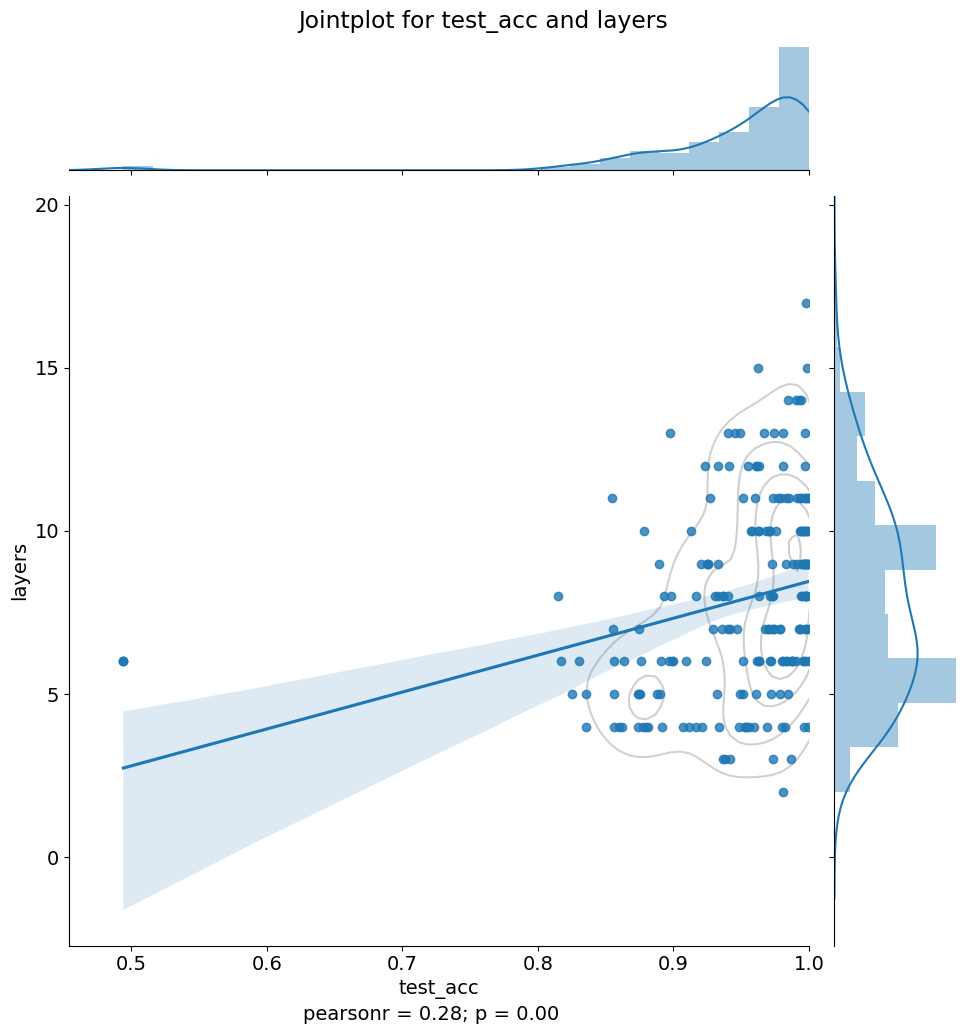 Jointplot for test_acc and layers
20
15
10
5
0
layers
0.5 0.6 0.7 0.8 0.9 1.0
test_acc
pearsonr = 0.28; p = 0.00